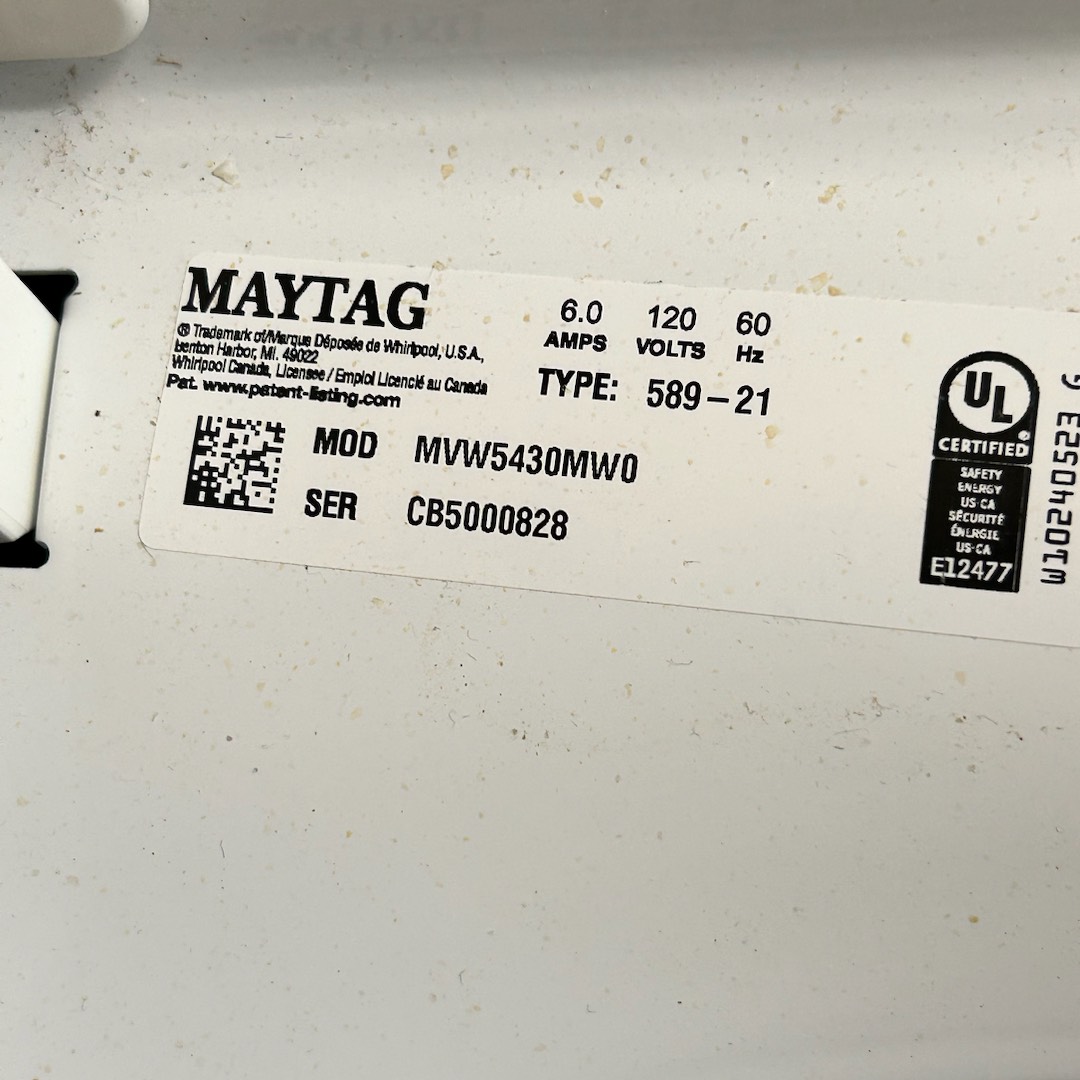 MAYTAG
® Trademark of/Marque Déposée de Whirlpool, U.S.A.,
Benton Harbor, MI. 49022
Whirlpool Canada, Licensee / Emploi Licencié au Canada
Pat. www.patent-listing.com
6.0 120 60
AMPS VOLTS Hz
TYPE: 589-21
MOD MVW5430MW0
SER CB5000828
UL
®
CERTIFIED
SAFETY
ENERGY
US-CA
SÉCURITÉ
ÉNERGIE
US-CA
E12477
W10240523 G